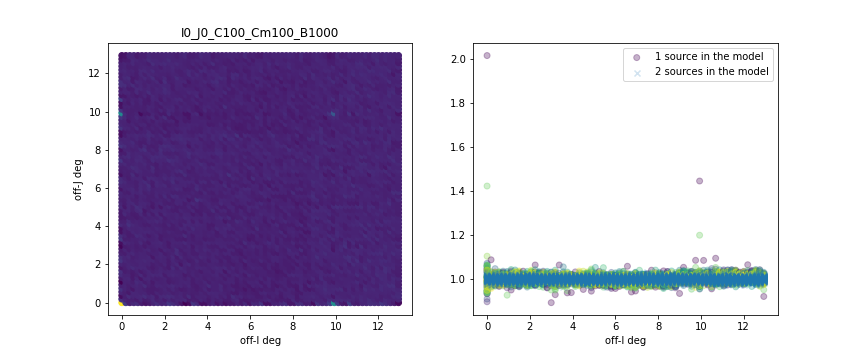 I0_J0_C100_Cm100_B1000
12
10
8
6
4
2
0
off-J deg
0 2 4 6 8 10 12
off-I deg
2.0
1.8
1.6
1.4
1.2
1.0
1 source in the model
2 sources in the model
0 2 4 6 8 10 12
off-I deg